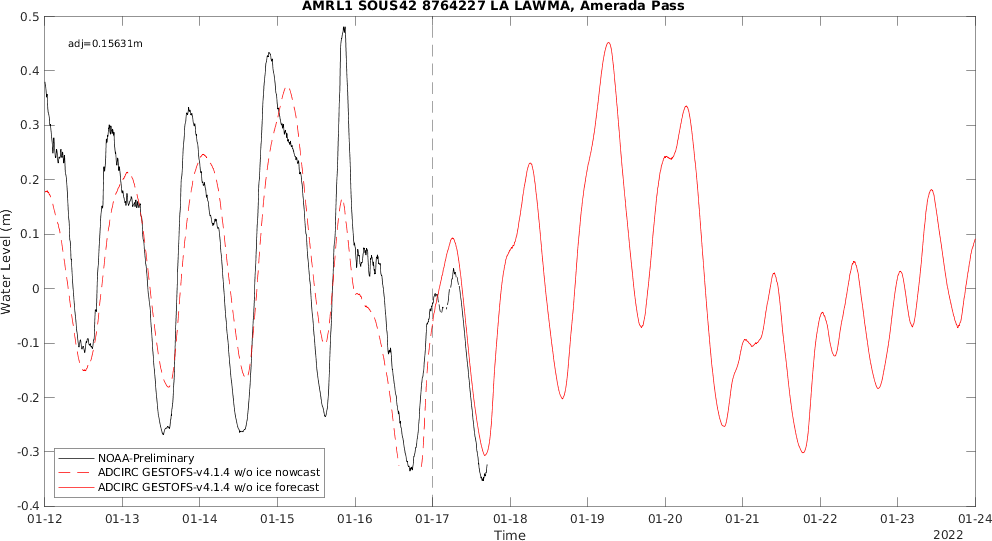 AMRL1 SOUS42 8764227 LA LAWMA, Amerada Pass
adj=0.15631m
Water Level (m)
0.5
0.4
0.3
0.2
0.1
0
-0.1
-0.2
-0.3
-0.4
NOAA-Preliminary
ADCIRC GESTOFS-v4.1.4 w/o ice nowcast
ADCIRC GESTOFS-v4.1.4 w/o ice forecast
01-12 01-13 01-14 01-15 01-16 01-17 01-18 01-19 01-20 01-21 01-22 01-23 01-24
Time
2022